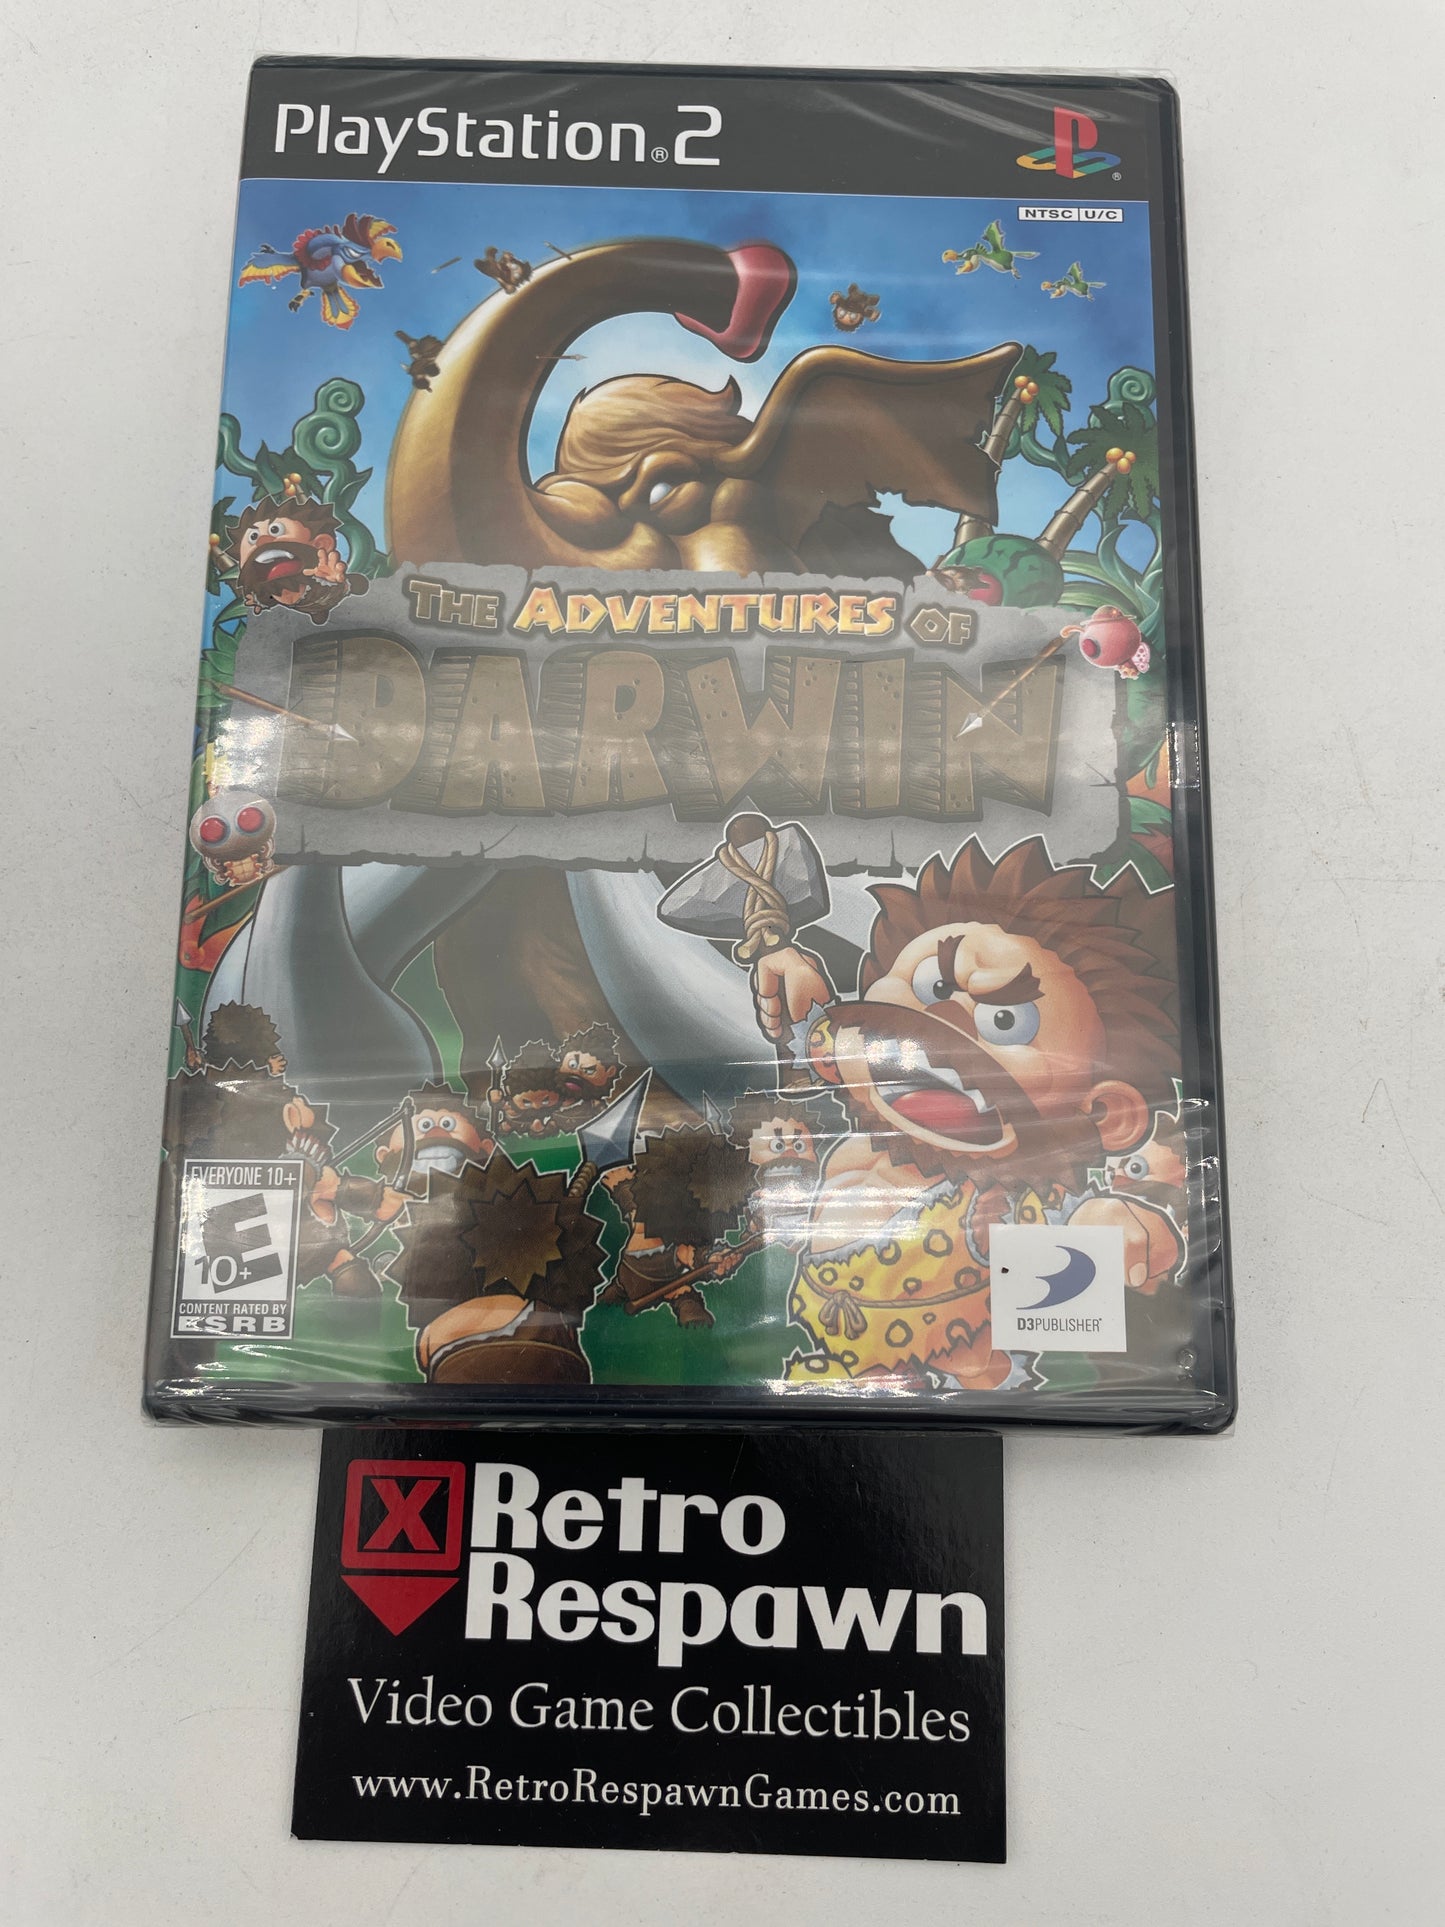 PlayStation®2
NTSC U/C
THE ADVENTURES OF
DARWIN
EVERYONE 10+
E
10+
CONTENT RATED BY
ESRB
D3PUBLISHER
X Retro
Respawn
Video Game Collectibles
www.RetroRespawnGames.com